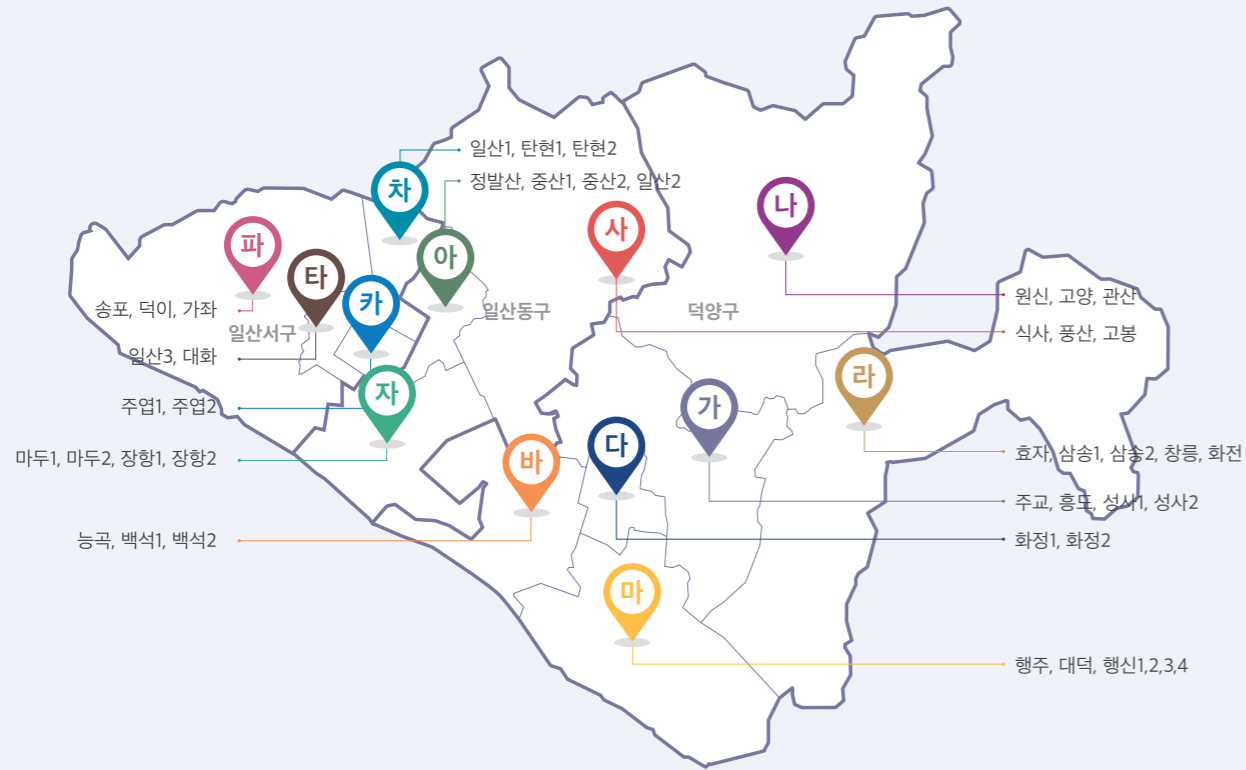 일산1, 탄현1, 탄현2
차
정발산, 중산1, 중산2, 일산2
나
사
파
아
타
카
송포, 덕이, 가좌
일산서구
일산동구
덕양구
원신, 고양, 관산
식사, 풍산, 고봉
일산3, 대화
라
자
가
주엽1, 주엽2
다
바
마두1, 마두2, 장항1, 장항2
효자, 삼송1, 삼송2, 창릉, 화전
주교, 흥도, 성사1, 성사2
능곡, 백석1, 백석2
화정1, 화정2
마
행주, 대덕, 행신1,2,3,4